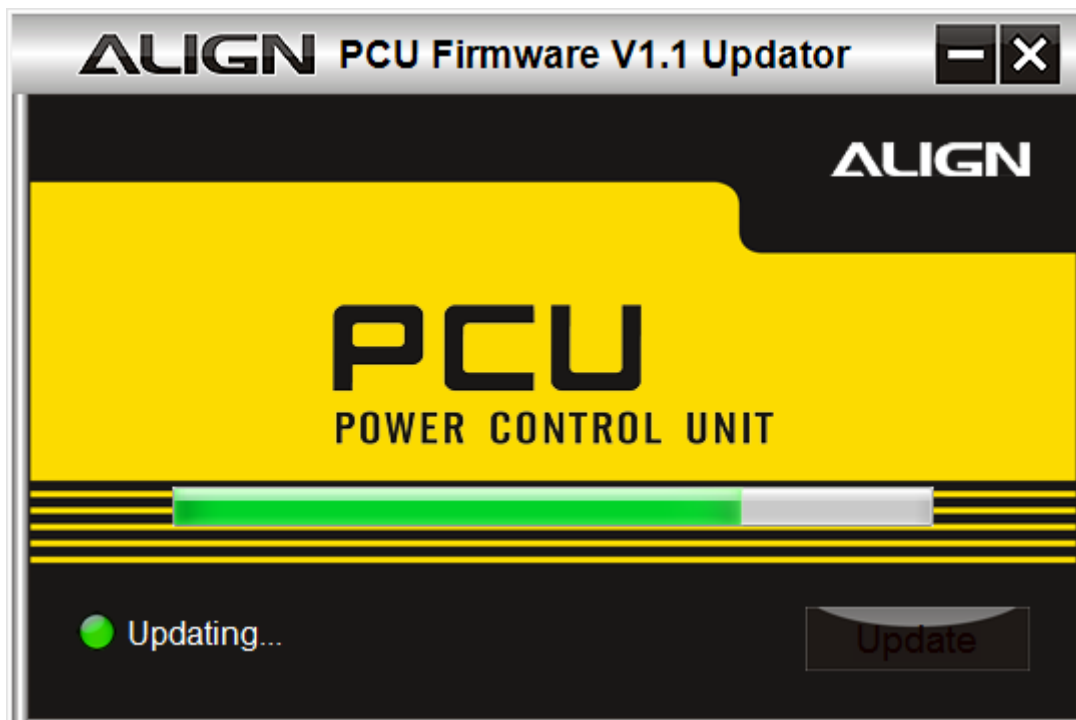 ALIGN PCU Firmware V1.1 Updator
ALIGN
PCU
POWER CONTROL UNIT
Updating...
Update